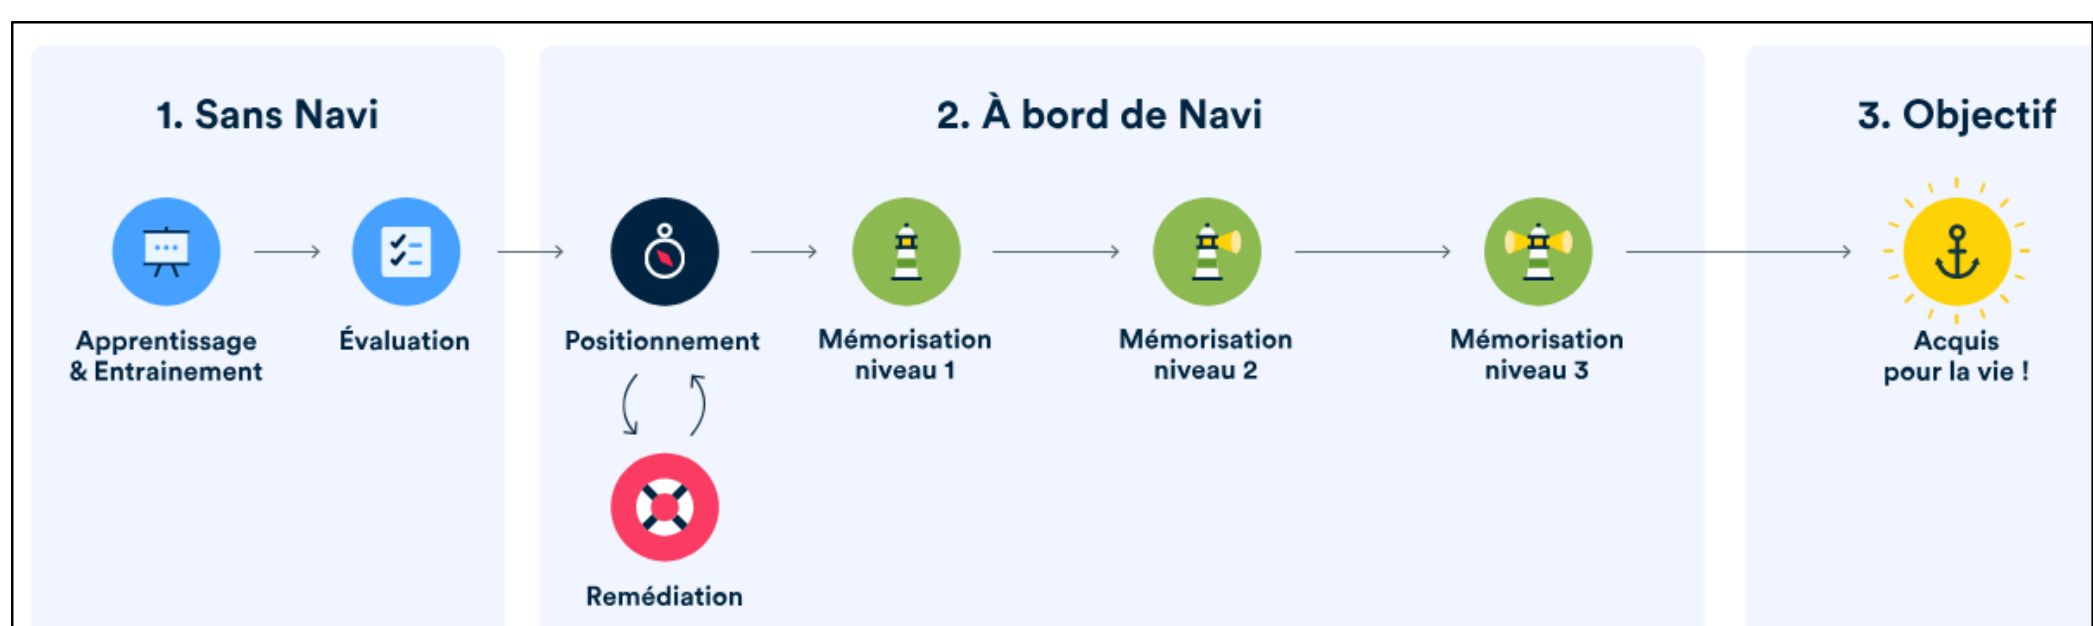 1. Sans Navi
Apprentissage
& Entrainement
Évaluation
2. À bord de Navi
Positionnement
Remédiation
Mémorisation
niveau 1
Mémorisation
niveau 2
Mémorisation
niveau 3
3. Objectif
Acquis
pour la vie !